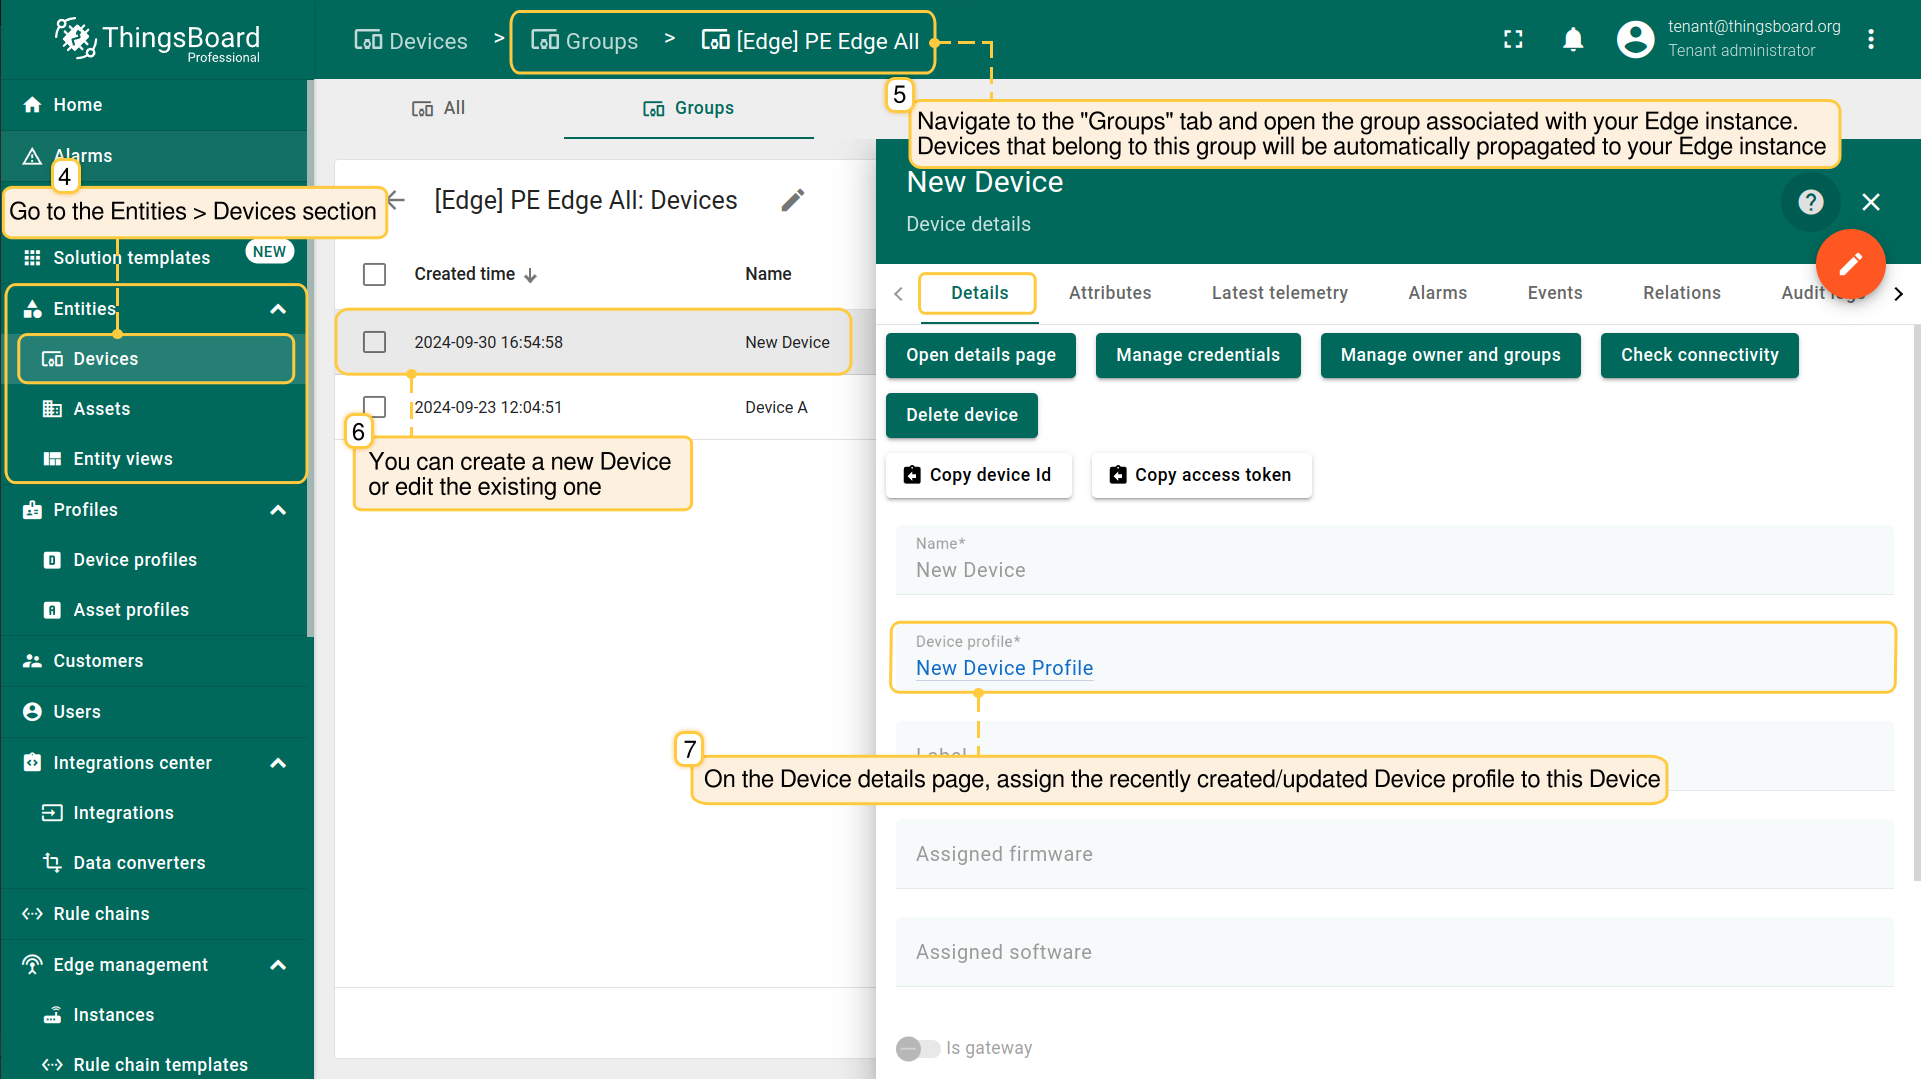 ThingsBoard
Professional
Devices > Groups > [Edge] PE Edge All
tenant@thingsboard.org
Tenant administrator
Home
Alarms
4
Go to the Entities > Devices section
Solution templates NEW
Entities
Devices
Assets
Entity views
Profiles
Device profiles
Asset profiles
Customers
Users
Integrations center
Integrations
Data converters
Rule chains
Edge management
Instances
Rule chain templates
All Groups
5
Navigate to the "Groups" tab and open the group associated with your Edge instance.
Devices that belong to this group will be automatically propagated to your Edge instance
[Edge] PE Edge All: Devices
Created time Name
2024-09-30 16:54:58 New Device
2024-09-23 12:04:51 Device A
6
You can create a new Device
or edit the existing one
New Device
Device details
Details Attributes Latest telemetry Alarms Events Relations Audit logs
Open details page Manage credentials Manage owner and groups Check connectivity
Delete device
Copy device Id Copy access token
Name*
New Device
Device profile*
New Device Profile
Label
7
On the Device details page, assign the recently created/updated Device profile to this Device
Assigned firmware
Assigned software
Is gateway